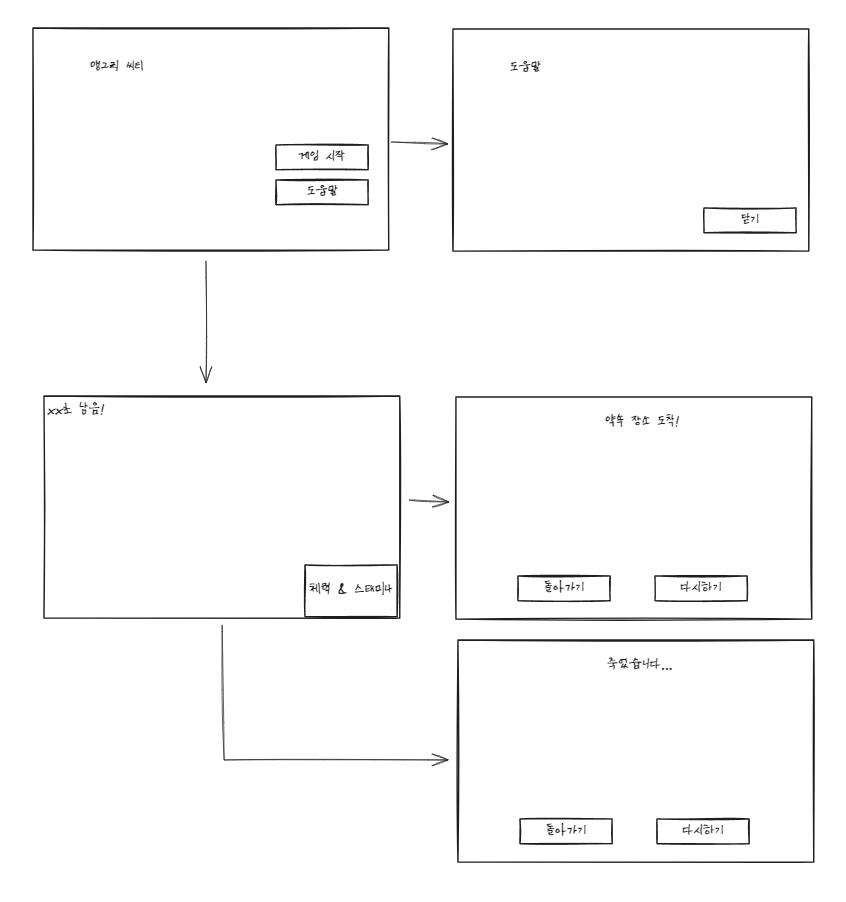 앵그리 씨티
게임 시작
도움말
도움말
닫기
xx초 남음!
체력 & 스태미나
약속 장소 도착!
돌아가기
다시하기
죽었습니다...
돌아가기
다시하기